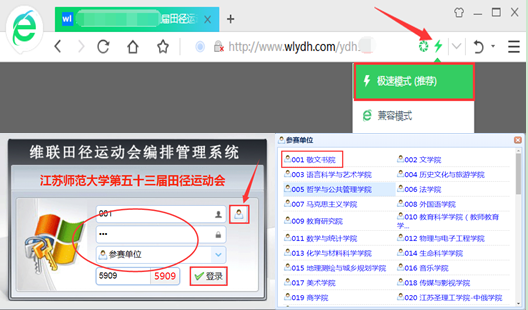 届田径运
http://www.wlydh.com/ydh
极速模式 (推荐)
兼容模式
维联田径运动会编排管理系统
江苏师范大学第五十三届田径运动会
001
•••
参赛单位
5909
5909
登录
参赛单位
001 敬文书院
002 文学院
003 语言科学与艺术学院
004 历史文化与旅游学院
005 哲学与公共管理学院
006 法学院
007 马克思主义学院
008 外国语学院
009 教育研究院
010 教育科学学院（教师教育学...
011 数学与统计学院
012 物理与电子工程学院
013 化学与材料科学学院
014 生命科学学院
015 地理测绘与城乡规划学院
016 音乐学院
017 美术学院
018 传媒与影视学院
019 商学院
020 江苏圣理工学院-中俄学院